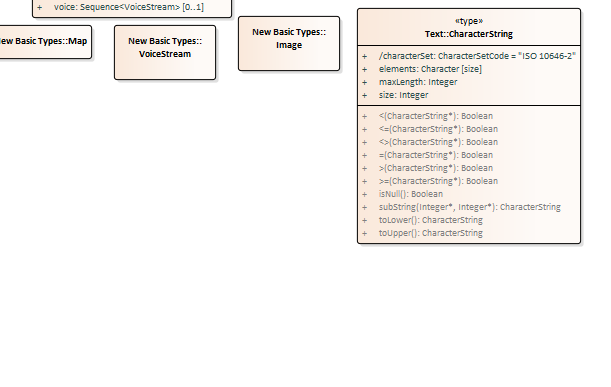 + voice: Sequence<VoiceStream> [0..1]
New Basic Types::Map
New Basic Types::
VoiceStream
New Basic Types::
Image
«type»
Text::CharacterString
+ /characterSet: CharacterSetCode = "ISO 10646-2"
+ elements: Character [size]
+ maxLength: Integer
+ size: Integer
+ <(CharacterString*): Boolean
+ <=(CharacterString*): Boolean
+ <>(CharacterString*): Boolean
+ =(CharacterString*): Boolean
+ >(CharacterString*): Boolean
+ >=(CharacterString*): Boolean
+ isNull(): Boolean
+ subString(Integer*, Integer*): CharacterString
+ toLower(): CharacterString
+ toUpper(): CharacterString